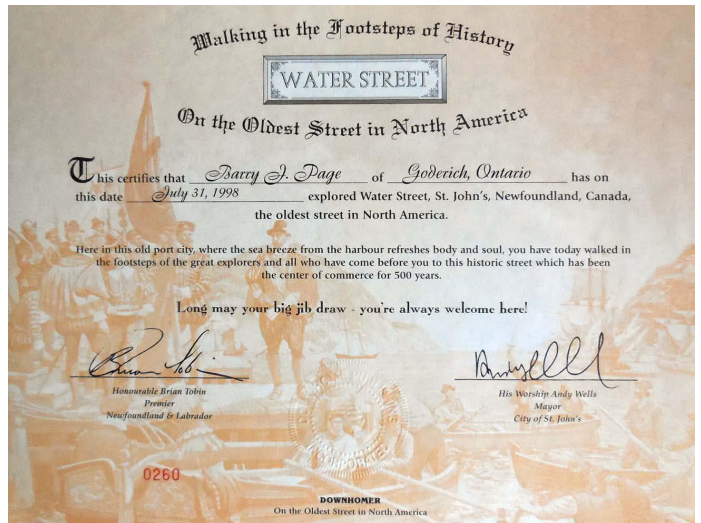 Walking in the Footsteps of History
WATER STREET
On the Oldest Street in North America
This certifies that Barry J. Page of Goderich, Ontario has on
this date July 31, 1998 explored Water Street, St. John's, Newfoundland, Canada,
the oldest street in North America.
Here in this old port city, where the sea breeze from the harbour refreshes body and soul, you have today walked in
the footsteps of the great explorers and all who have come before you to this historic street which has been
the center of commerce for 500 years.
Long may your big jib draw - you're always welcome here!
Brian Tobin
Honourable Brian Tobin
Premier
Newfoundland & Labrador
Andy Wells
His Worship Andy Wells
Mayor
City of St. John's
0260
DOWNHOMER
On the Oldest Street in North America